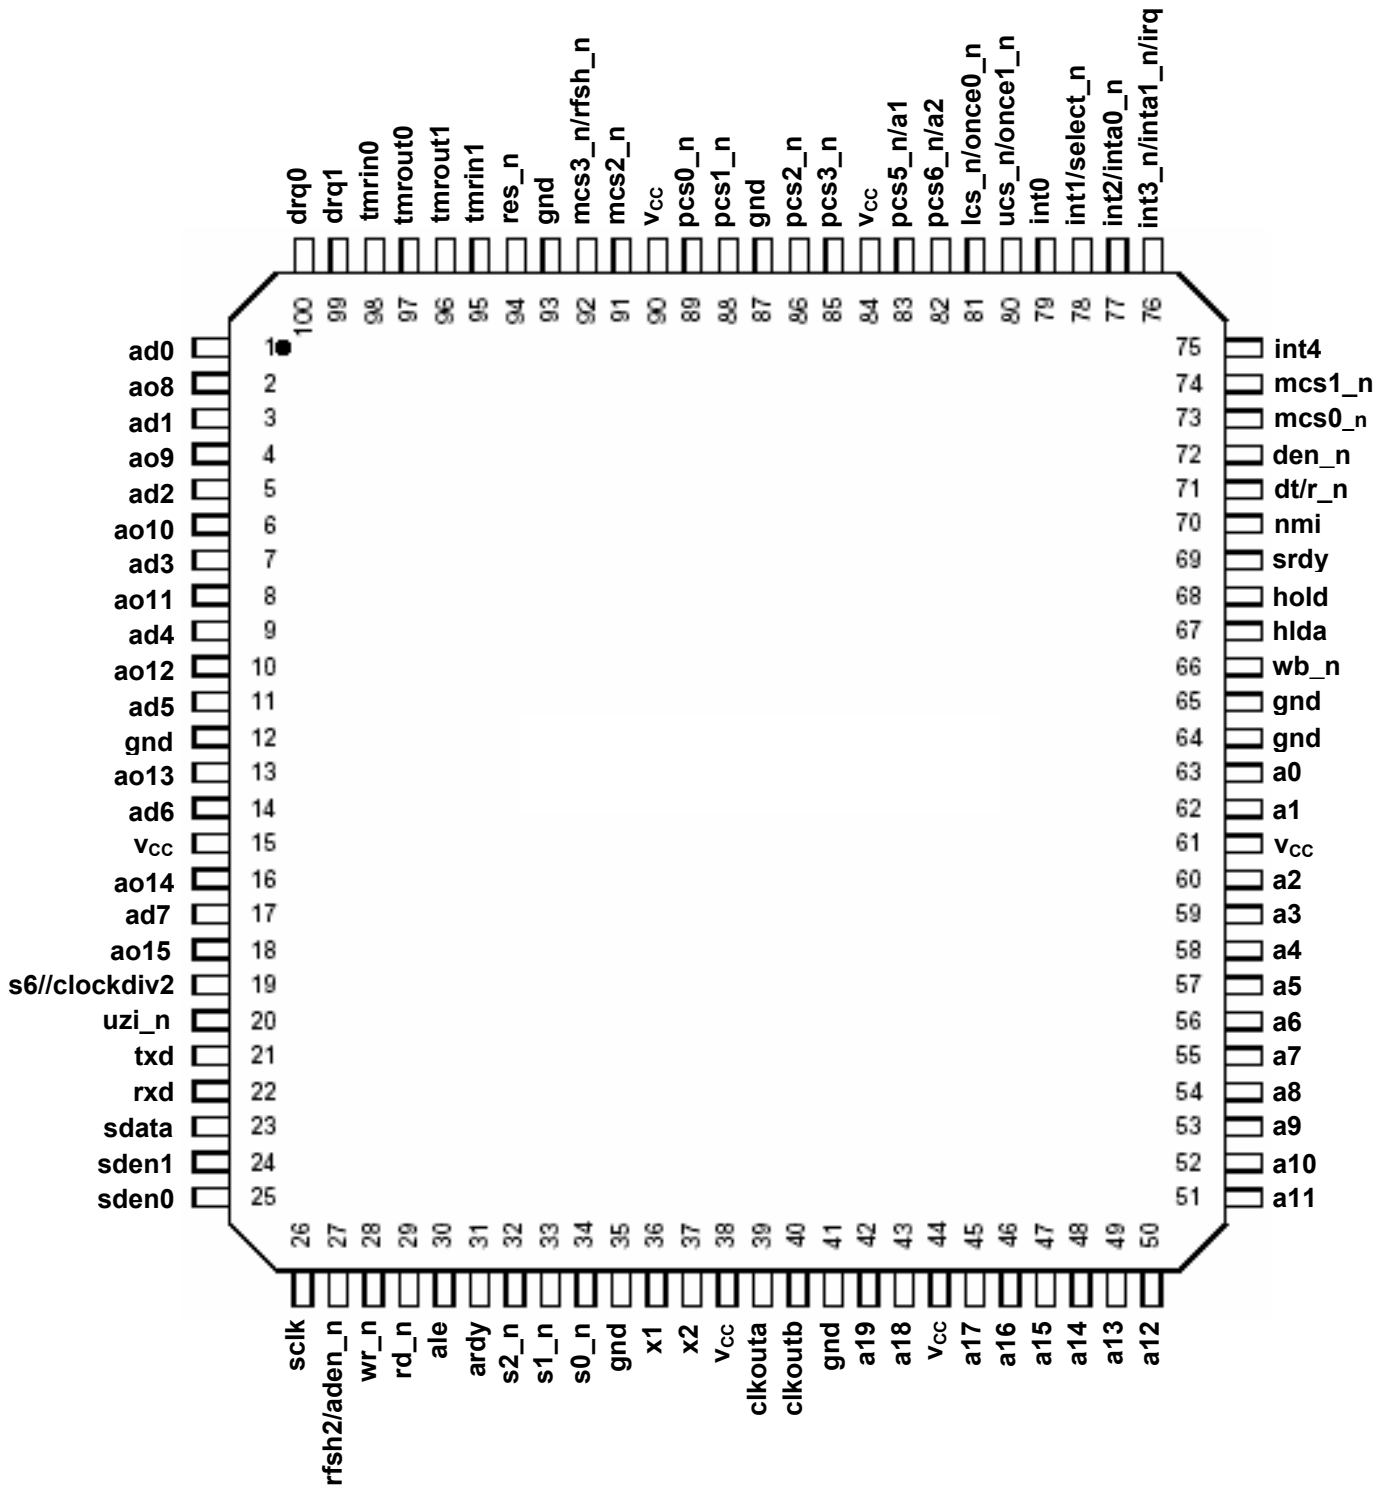 drq0
drq1
tmrin0
tmrout0
tmrout1
tmrin1
res_n
gnd
mcs3_n/rfsh_n
mcs2_n
vCC
pcs0_n
pcs1_n
gnd
pcs2_n
pcs3_n
vCC
pcs5_n/a1
pcs6_n/a2
lcs_n/once0_n
ucs_n/once1_n
int0
int1/select_n
int2/inta0_n
int3_n/inta1_n/irq
100
99
98
97
96
95
94
93
92
91
90
89
88
87
86
85
84
83
82
81
80
79
78
77
76
ad0 1 75 int4
ao8 2 74 mcs1_n
ad1 3 73 mcs0_n
ao9 4 72 den_n
ad2 5 71 dt/r_n
ao10 6 70 nmi
ad3 7 69 srdy
ao11 8 68 hold
ad4 9 67 hlda
ao12 10 66 wb_n
ad5 11 65 gnd
gnd 12 64 gnd
ao13 13 63 a0
ad6 14 62 a1
vCC 15 61 vCC
ao14 16 60 a2
ad7 17 59 a3
ao15 18 58 a4
s6//clockdiv2 19 57 a5
uzi_n 20 56 a6
txd 21 55 a7
rxd 22 54 a8
sdata 23 53 a9
sden1 24 52 a10
sden0 25 51 a11
26
27
28
29
30
31
32
33
34
35
36
37
38
39
40
41
42
43
44
45
46
47
48
49
50
sclk
rfsh2/aden_n
wr_n
rd_n
ale
ardy
s2_n
s1_n
s0_n
gnd
x1
x2
vCC
clkouta
clkoutb
gnd
a19
a18
vCC
a17
a16
a15
a14
a13
a12